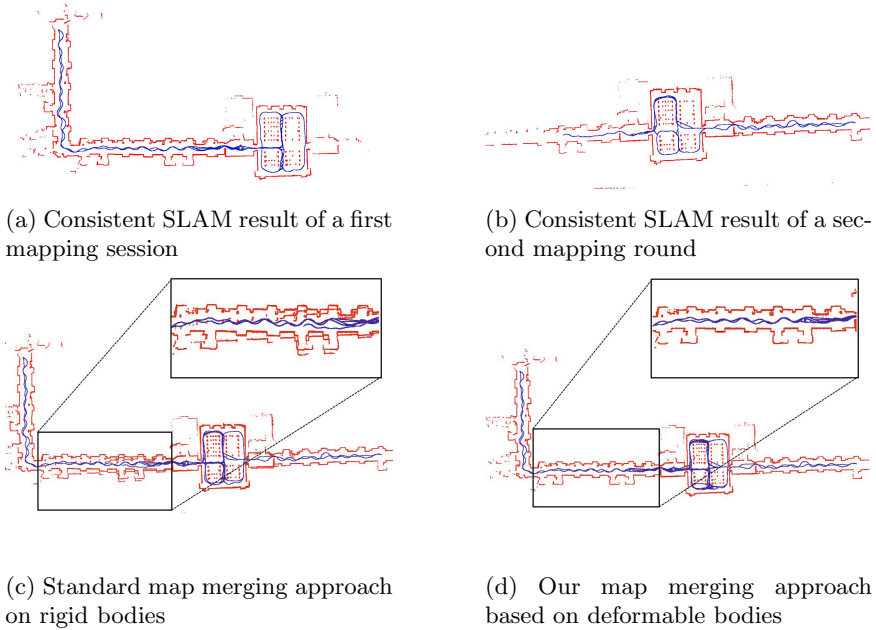 (a) Consistent SLAM result of a first
mapping session
(b) Consistent SLAM result of a sec-
ond mapping round
(c) Standard map merging approach
on rigid bodies
(d) Our map merging approach
based on deformable bodies